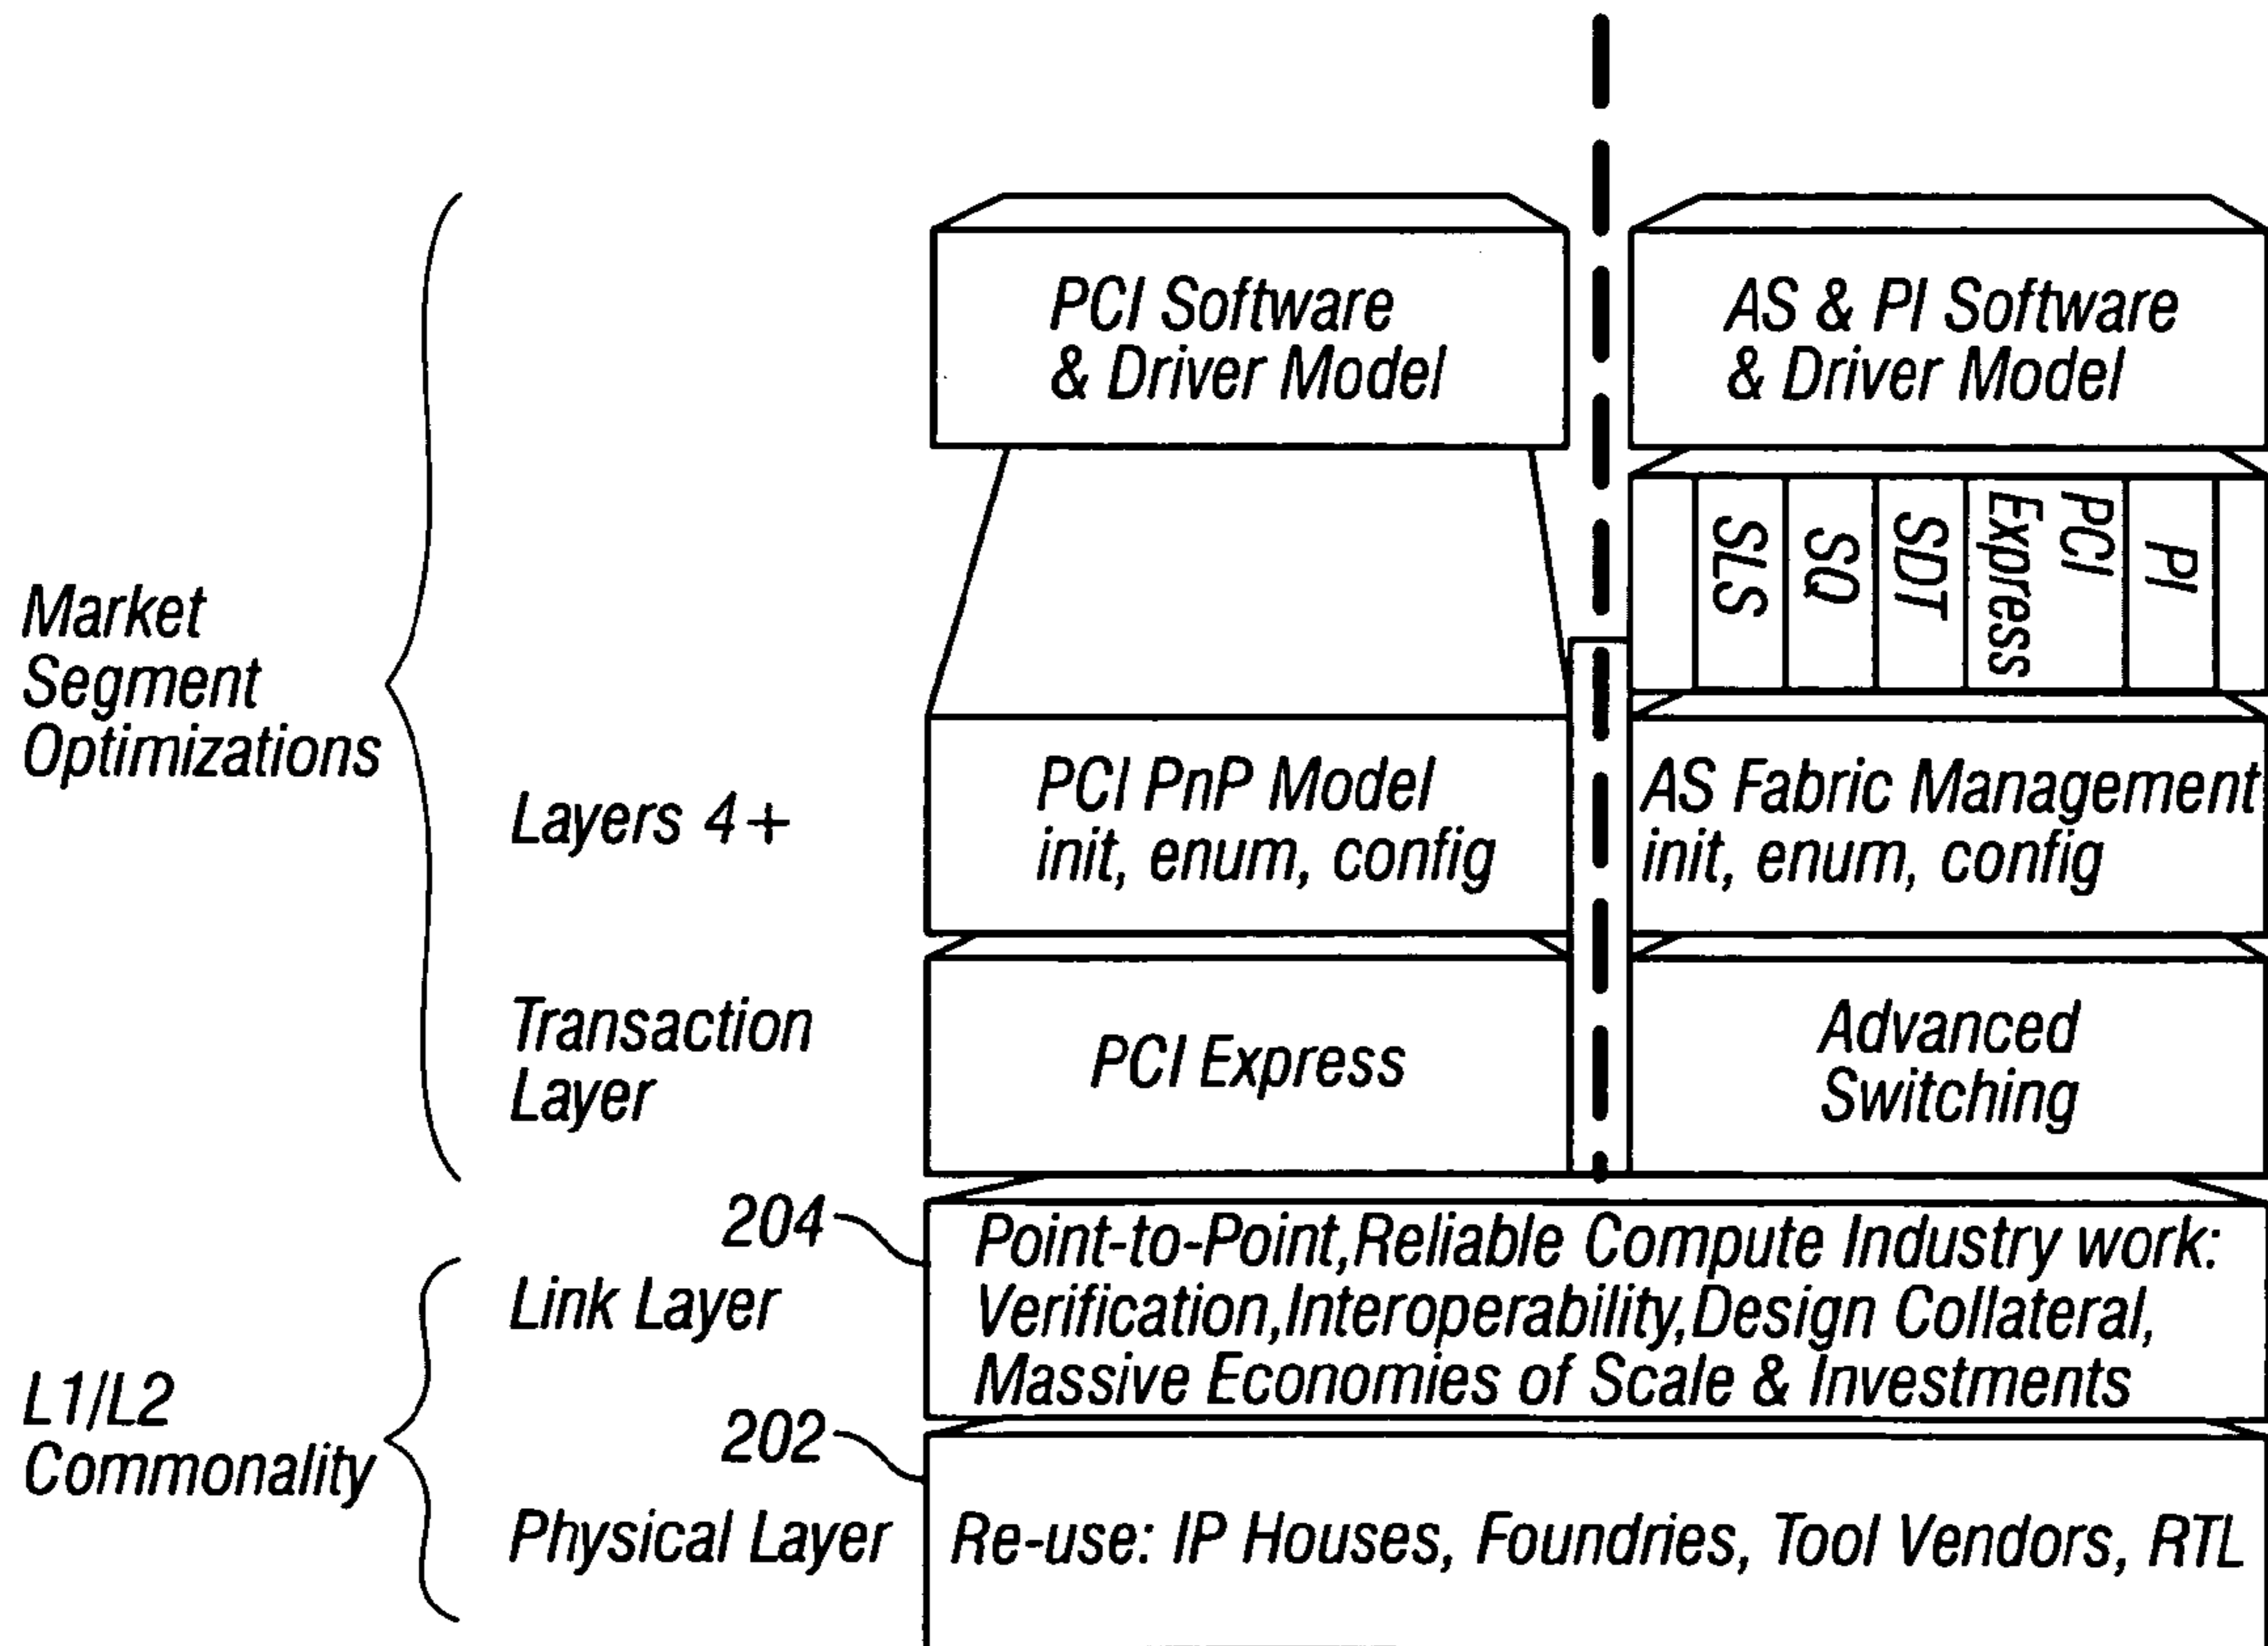 PCI Software
& Driver Model
AS & PI Software
& Driver Model
SLS
SQ
SDT
PCI
Express
PI
Market
Segment
Optimizations
Layers 4+
PCI PnP Model
init, enum, config
AS Fabric Management
init, enum, config
Transaction
Layer
PCI Express
Advanced
Switching
204
Link Layer
Point-to-Point,Reliable Compute Industry work:
Verification,Interoperability,Design Collateral,
Massive Economies of Scale & Investments
L1/L2
Commonality
202
Physical Layer
Re-use: IP Houses, Foundries, Tool Vendors, RTL